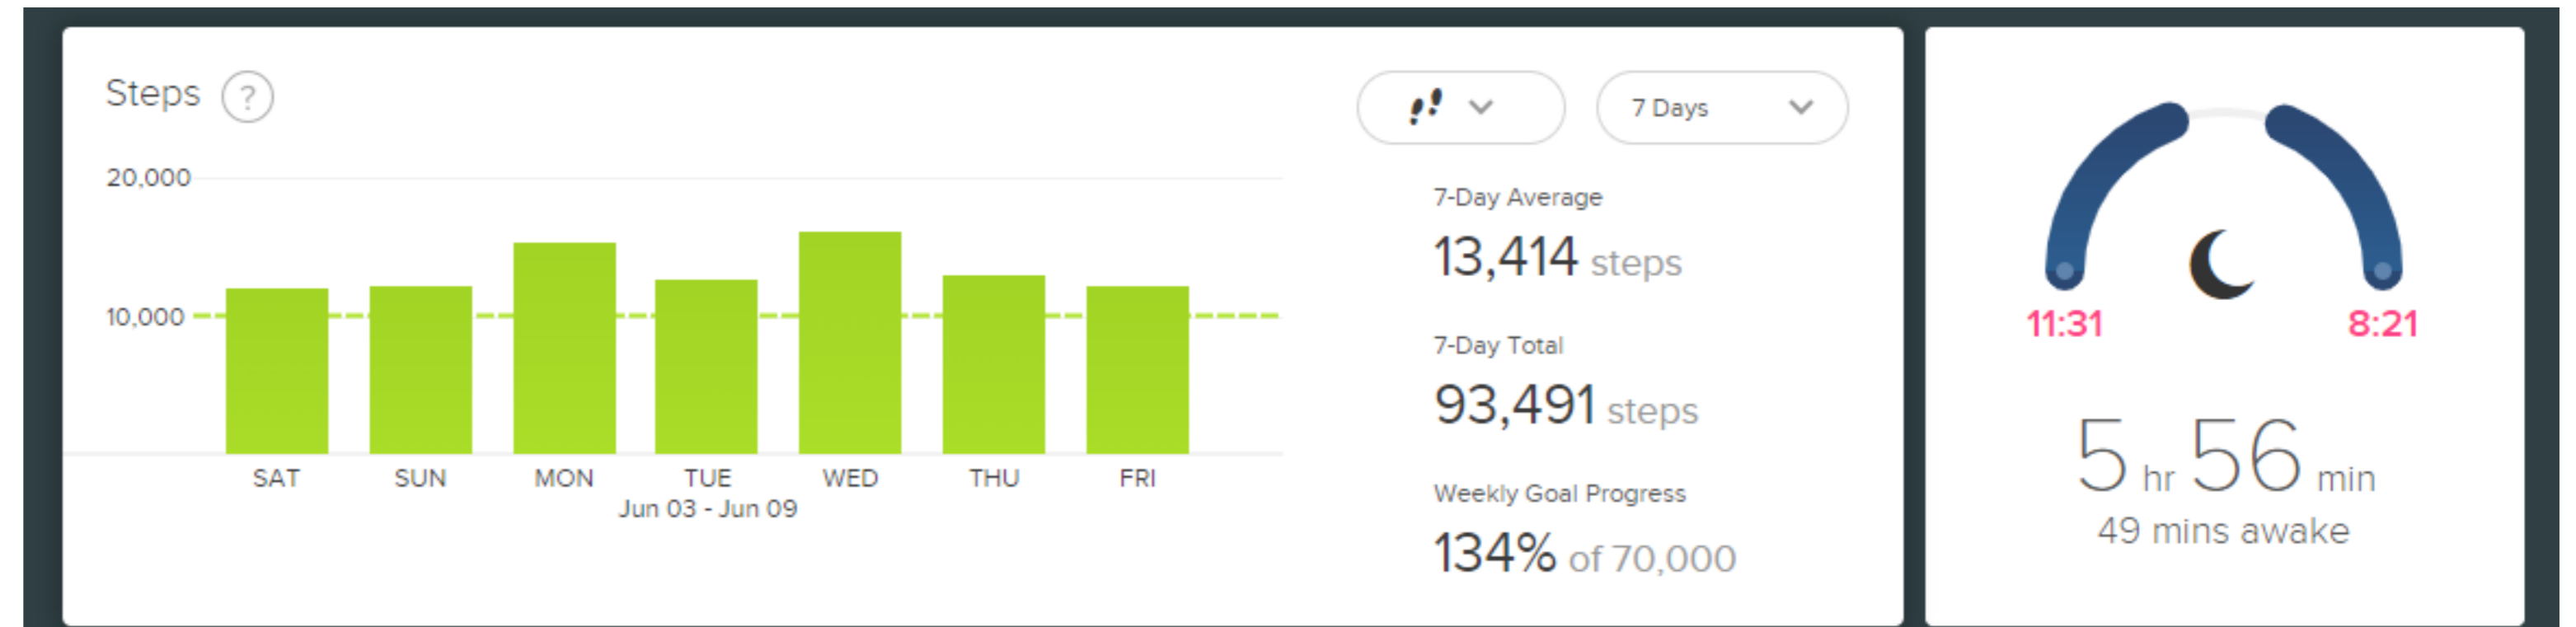 Steps ?
7 Days
20,000
10,000
SAT SUN MON TUE WED THU FRI
Jun 03 - Jun 09
7-Day Average
13,414 steps
7-Day Total
93,491 steps
Weekly Goal Progress
134% of 70,000
11:31 8:21
5 hr 56 min
49 mins awake